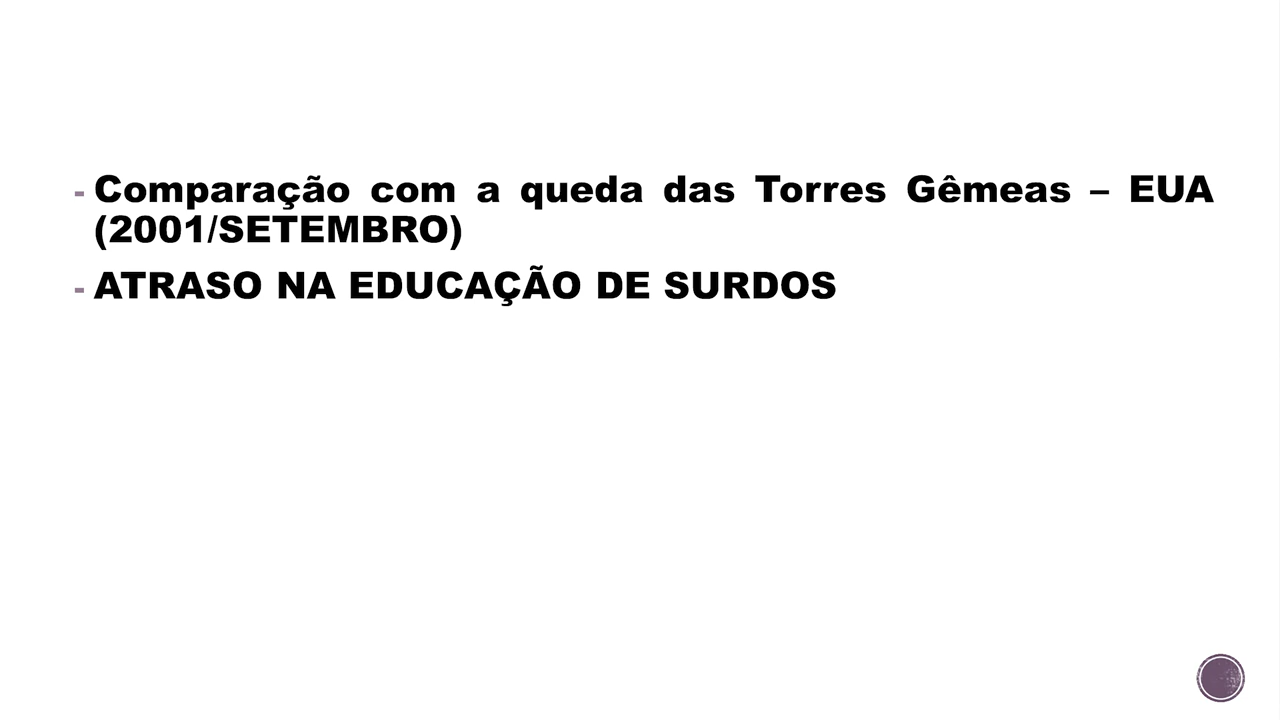 - Comparação com a queda das Torres Gêmeas – EUA
(2001/SETEMBRO)
- ATRASO NA EDUCAÇÃO DE SURDOS